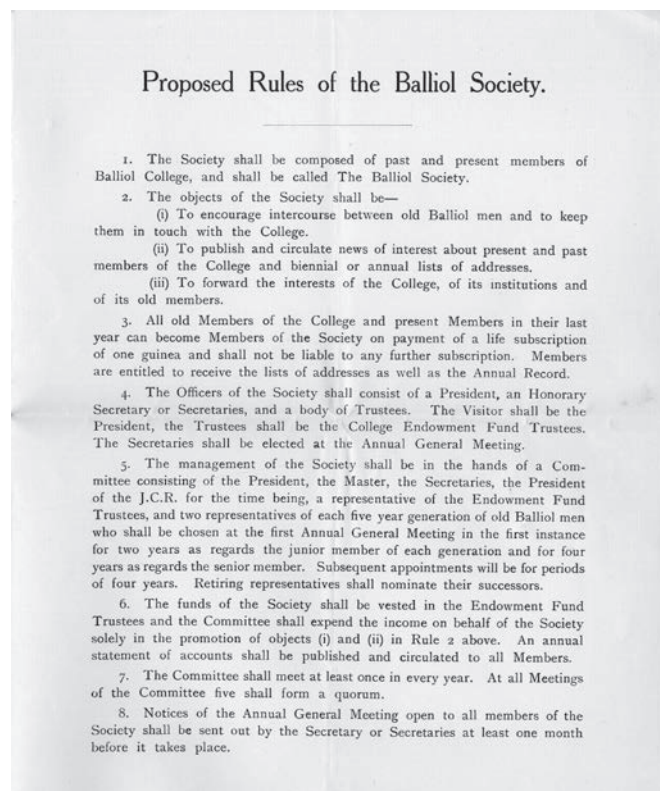 Proposed Rules of the Balliol Society.
1. The Society shall be composed of past and present members of
Balliol College, and shall be called The Balliol Society.
2. The objects of the Society shall be—
(i) To encourage intercourse between old Balliol men and to keep
them in touch with the College.
(ii) To publish and circulate news of interest about present and past
members of the College and biennial or annual lists of addresses.
(iii) To forward the interests of the College, of its institutions and
of its old members.
3. All old Members of the College and present Members in their last
year can become Members of the Society on payment of a life subscription
of one guinea and shall not be liable to any further subscription. Members
are entitled to receive the lists of addresses as well as the Annual Record.
4. The Officers of the Society shall consist of a President, an Honorary
Secretary or Secretaries, and a body of Trustees. The Visitor shall be the
President, the Trustees shall be the College Endowment Fund Trustees.
The Secretaries shall be elected at the Annual General Meeting.
5. The management of the Society shall be in the hands of a Com-
mittee consisting of the President, the Master, the Secretaries, the President
of the J.C.R. for the time being, a representative of the Endowment Fund
Trustees, and two representatives of each five year generation of old Balliol men
who shall be chosen at the first Annual General Meeting in the first instance
for two years as regards the junior member of each generation and for four
years as regards the senior member. Subsequent appointments will be for periods
of four years. Retiring representatives shall nominate their successors.
6. The funds of the Society shall be vested in the Endowment Fund
Trustees and the Committee shall expend the income on behalf of the Society
solely in the promotion of objects (i) and (ii) in Rule 2 above. An annual
statement of accounts shall be published and circulated to all Members.
7. The Committee shall meet at least once in every year. At all Meetings
of the Committee five shall form a quorum.
8. Notices of the Annual General Meeting open to all members of the
Society shall be sent out by the Secretary or Secretaries at least one month
before it takes place.